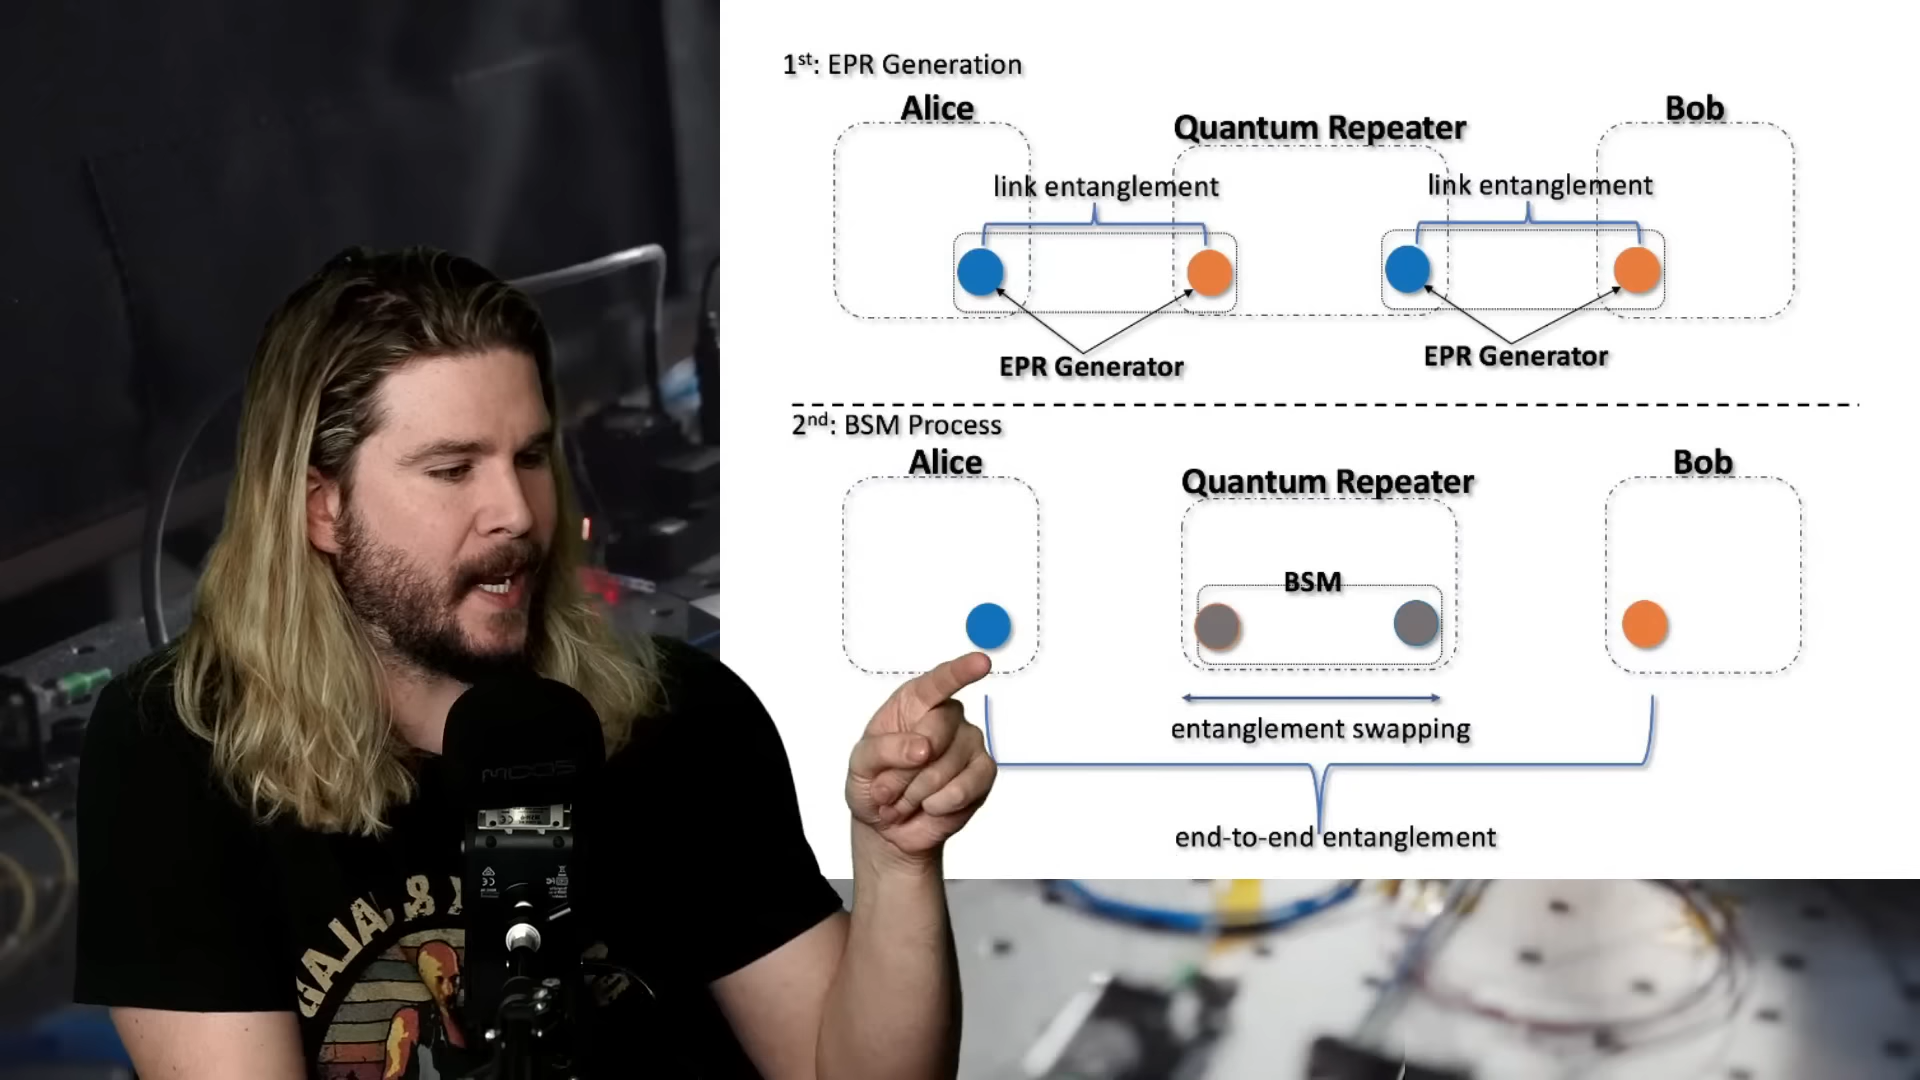 1st: EPR Generation
Alice
Quantum Repeater
Bob
link entanglement
link entanglement
EPR Generator
EPR Generator
2nd: BSM Process
Alice
Quantum Repeater
Bob
BSM
entanglement swapping
end-to-end entanglement